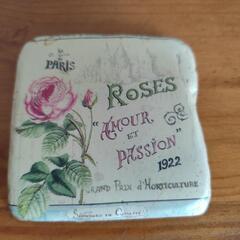 PARIS
ROSES
"AMOUR
ET
PASSION"
1922
GRAND PRIX D'HORTICULTURE